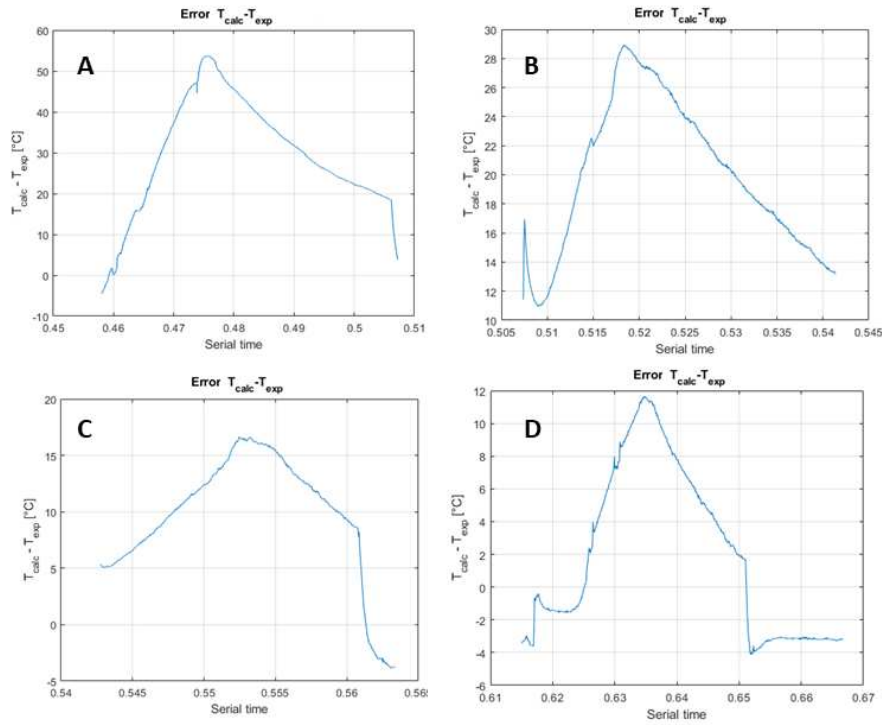 Error T_calc-T_exp
A
T_calc - T_exp [°C]
60
50
40
30
20
10
0
-10
0.45 0.46 0.47 0.48 0.49 0.5 0.51
Serial time
Error T_calc-T_exp
B
T_calc - T_exp [°C]
30
28
26
24
22
20
18
16
14
12
10
0.505 0.51 0.515 0.52 0.525 0.53 0.535 0.54 0.545
Serial time
Error T_calc-T_exp
C
T_calc - T_exp [°C]
20
15
10
5
0
-5
0.54 0.545 0.55 0.555 0.56 0.565
Serial time
Error T_calc-T_exp
D
T_calc - T_exp [°C]
12
10
8
6
4
2
0
-2
-4
-6
0.61 0.62 0.63 0.64 0.65 0.66 0.67
Serial time